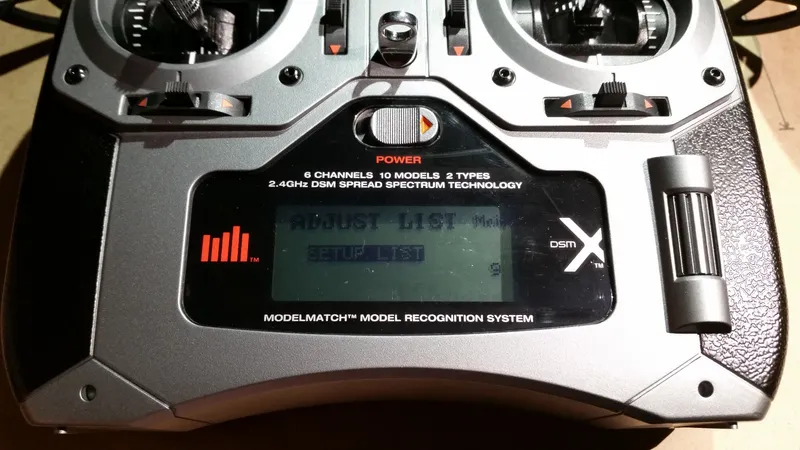 POWER
6 CHANNELS 10 MODELS 2 TYPES
2.4GHz DSM SPREAD SPECTRUM TECHNOLOGY
ADJUST LIST
SETUP LIST
DSM X™
™
MODELMATCH™ MODEL RECOGNITION SYSTEM